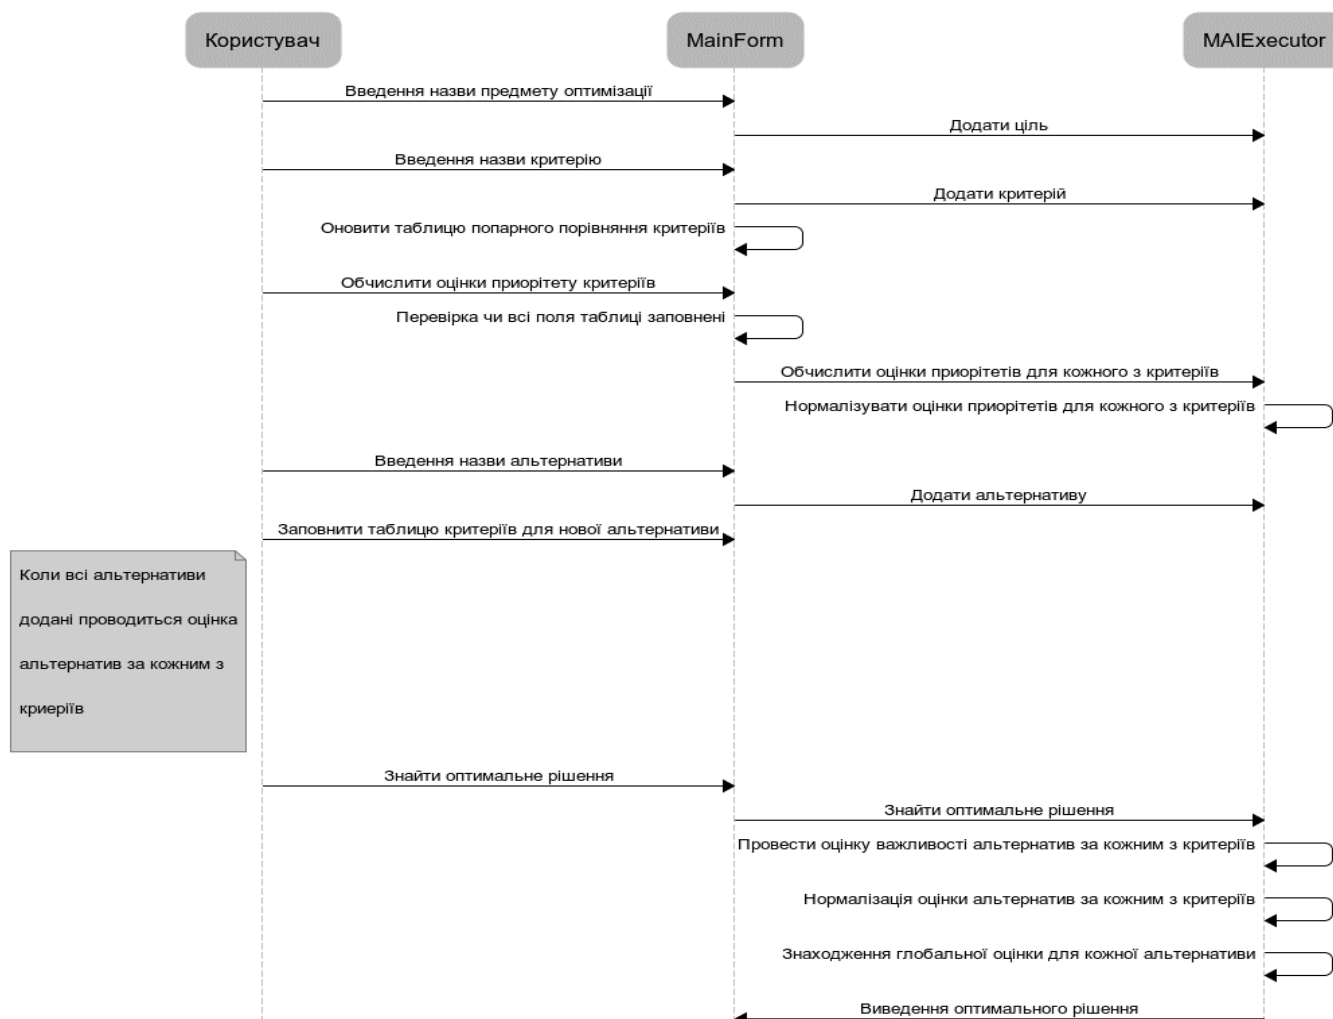 Користувач
MainForm
MAIExecutor
Введення назви предмету оптимізації
Додати ціль
Введення назви критерію
Додати критерій
Оновити таблицю попарного порівняння критеріїв
Обчислити оцінки приорітету критеріїв
Перевірка чи всі поля таблиці заповнені
Обчислити оцінки приорітетів для кожного з критеріїв
Нормалізувати оцінки приорітетів для кожного з критеріїв
Введення назви альтернативи
Додати альтернативу
Заповнити таблицю критеріїв для нової альтернативи
Коли всі альтернативи
додані проводиться оцінка
альтернатив за кожним з
криеріїв
Знайти оптимальне рішення
Знайти оптимальне рішення
Провести оцінку важливості альтернатив за кожним з критеріїв
Нормалізація оцінки альтернатив за кожним з критеріїв
Знаходження глобальної оцінки для кожної альтернативи
Виведення оптимального рішення